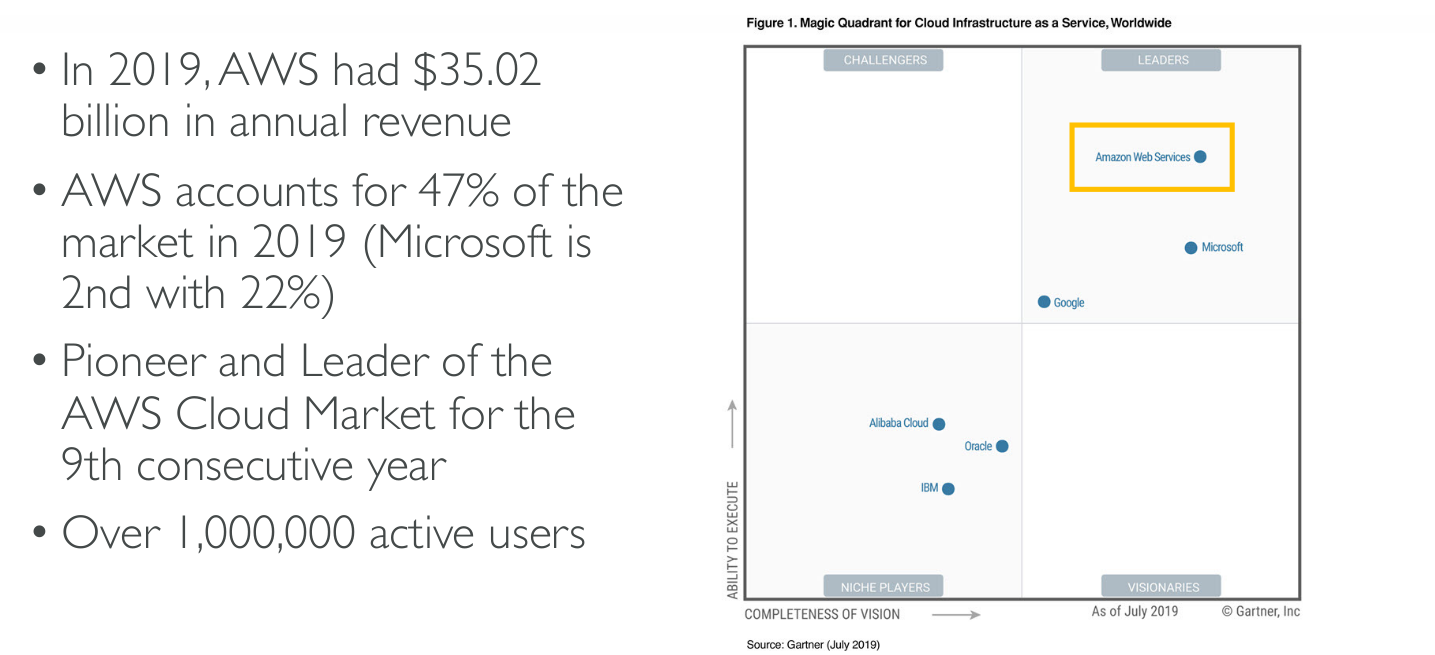 • In 2019, AWS had $35.02
billion in annual revenue
• AWS accounts for 47% of the
market in 2019 (Microsoft is
2nd with 22%)
• Pioneer and Leader of the
AWS Cloud Market for the
9th consecutive year
• Over 1,000,000 active users
Figure 1. Magic Quadrant for Cloud Infrastructure as a Service, Worldwide
CHALLENGERS
LEADERS
Amazon Web Services
Microsoft
Google
Alibaba Cloud
Oracle
IBM
ABILITY TO EXECUTE
NICHE PLAYERS
VISIONARIES
COMPLETENESS OF VISION
As of July 2019
© Gartner, Inc
Source: Gartner (July 2019)